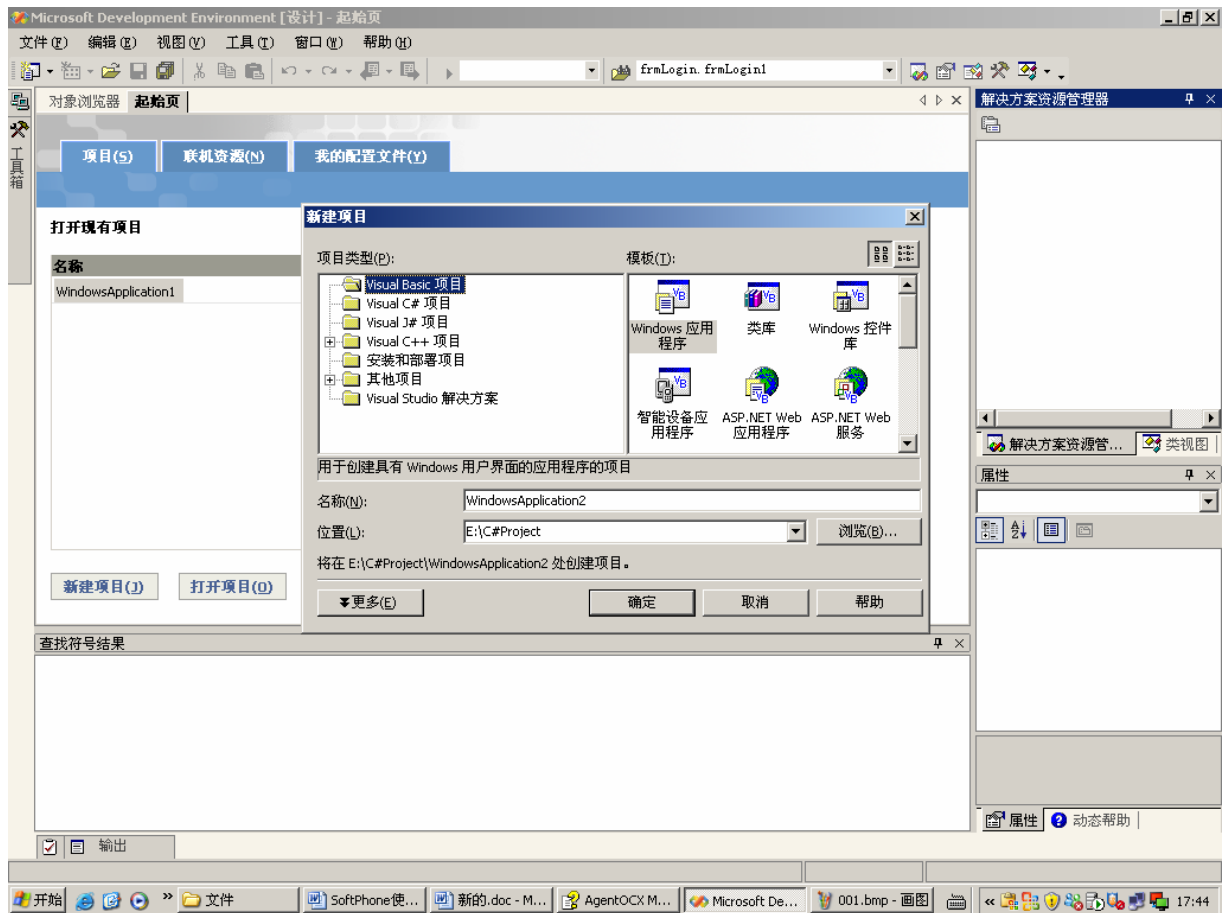 Microsoft Development Environment [设计] - 起始页
文件(F) 编辑(E) 视图(V) 工具(T) 窗口(W) 帮助(H)
frmLogin.frmLogin1
对象浏览器 起始页
解决方案资源管理器
工具箱
项目(S) 联机资源(N) 我的配置文件(Y)
打开现有项目
名称
WindowsApplication1
新建项目(J) 打开项目(O)
新建项目
项目类型(P):
模板(T):
Visual Basic 项目
Visual C# 项目
Visual J# 项目
Visual C++ 项目
安装和部署项目
其他项目
Visual Studio 解决方案
Windows 应用程序
类库
Windows 控件库
智能设备应用程序
ASP.NET Web 应用程序
ASP.NET Web 服务
用于创建具有 Windows 用户界面的应用程序的项目
名称(N): WindowsApplication2
位置(L): E:\C#Project 浏览(B)...
将在 E:\C#Project\WindowsApplication2 处创建项目。
更多(E) 确定 取消 帮助
解决方案资源管... 类视图
属性
查找符号结果
属性 动态帮助
输出
开始 文件 SoftPhone使... 新的.doc - M... AgentOCX M... Microsoft De... 001.bmp - 画图 17:44